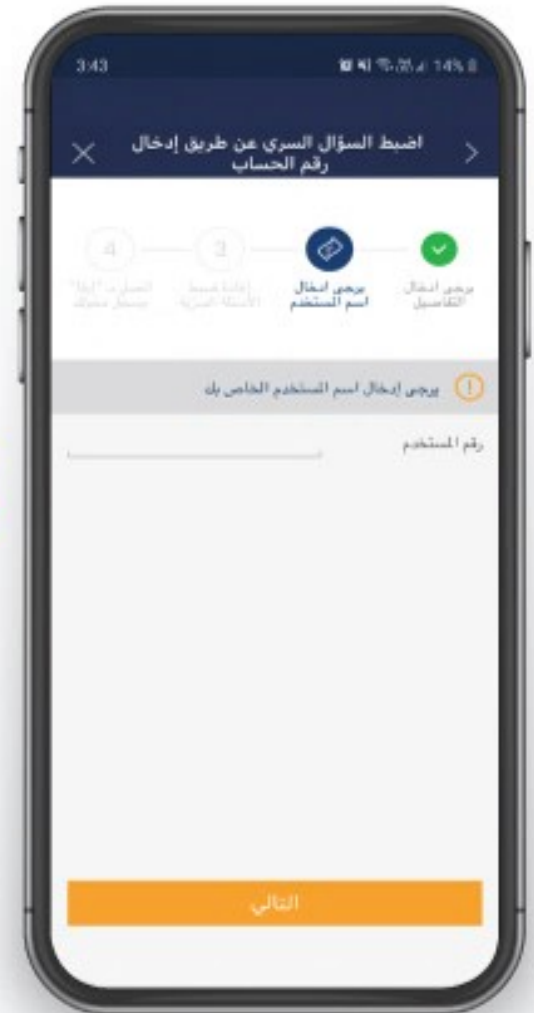 3:43
14%
اضبط السؤال السري عن طريق إدخال
رقم الحساب
يرجى ادخال
التفاصيل
يرجى ادخال
اسم المستخدم
3
إعادة ضبط
الأسئلة السرية
4
يرجى إدخال اسم المستخدم الخاص بك
رقم المستخدم
التالي